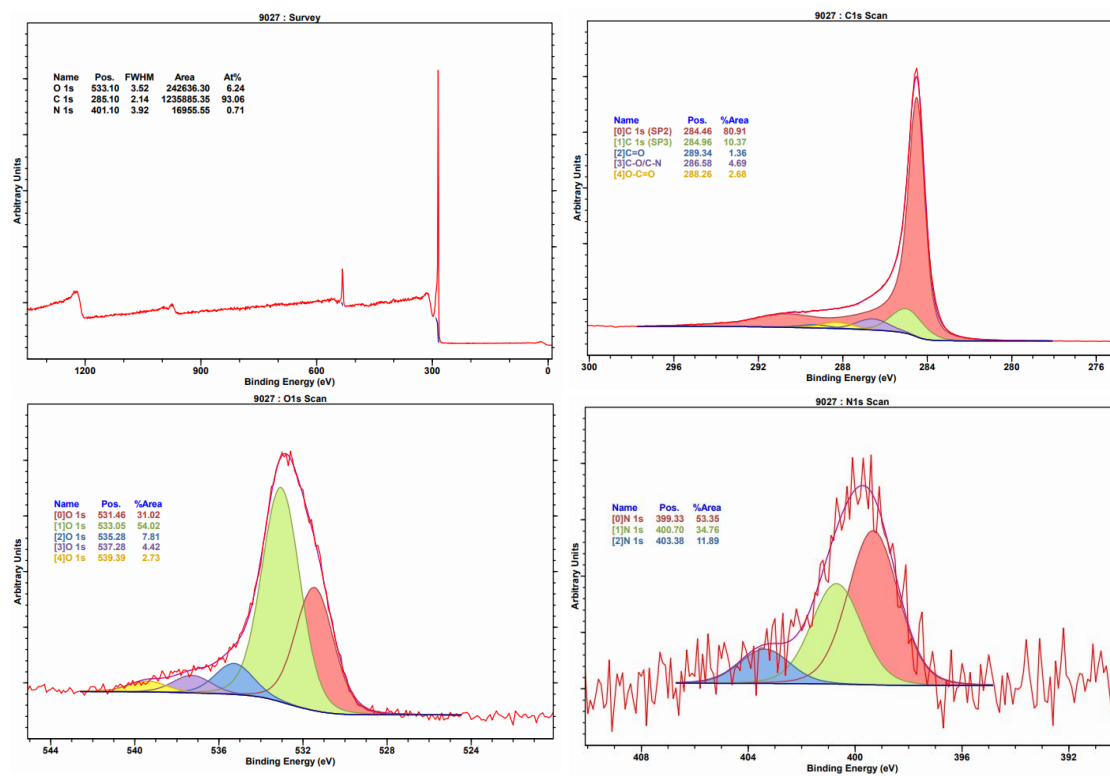 9027 : Survey
Name Pos. FWHM Area At%
O 1s 533.10 3.52 242636.30 6.24
C 1s 285.10 2.14 1235885.35 93.06
N 1s 401.10 3.92 16955.55 0.71
Arbitrary Units
1200 900 600 300 0
Binding Energy (eV)
9027 : C1s Scan
Name Pos. %Area
[0]C 1s (SP2) 284.46 80.91
[1]C 1s (SP3) 284.96 10.37
[2]C=O 289.34 1.36
[3]C-O/C-N 286.58 4.69
[4]O-C=O 288.26 2.68
Arbitrary Units
300 296 292 288 284 280 276
Binding Energy (eV)
9027 : O1s Scan
Name Pos. %Area
[0]O 1s 531.46 31.02
[1]O 1s 533.05 54.02
[2]O 1s 535.28 7.81
[3]O 1s 537.28 4.42
[4]O 1s 539.39 2.73
Arbitrary Units
544 540 536 532 528 524
Binding Energy (eV)
9027 : N1s Scan
Name Pos. %Area
[0]N 1s 399.33 53.35
[1]N 1s 400.70 34.76
[2]N 1s 403.38 11.89
Arbitrary Units
408 404 400 396 392
Binding Energy (eV)